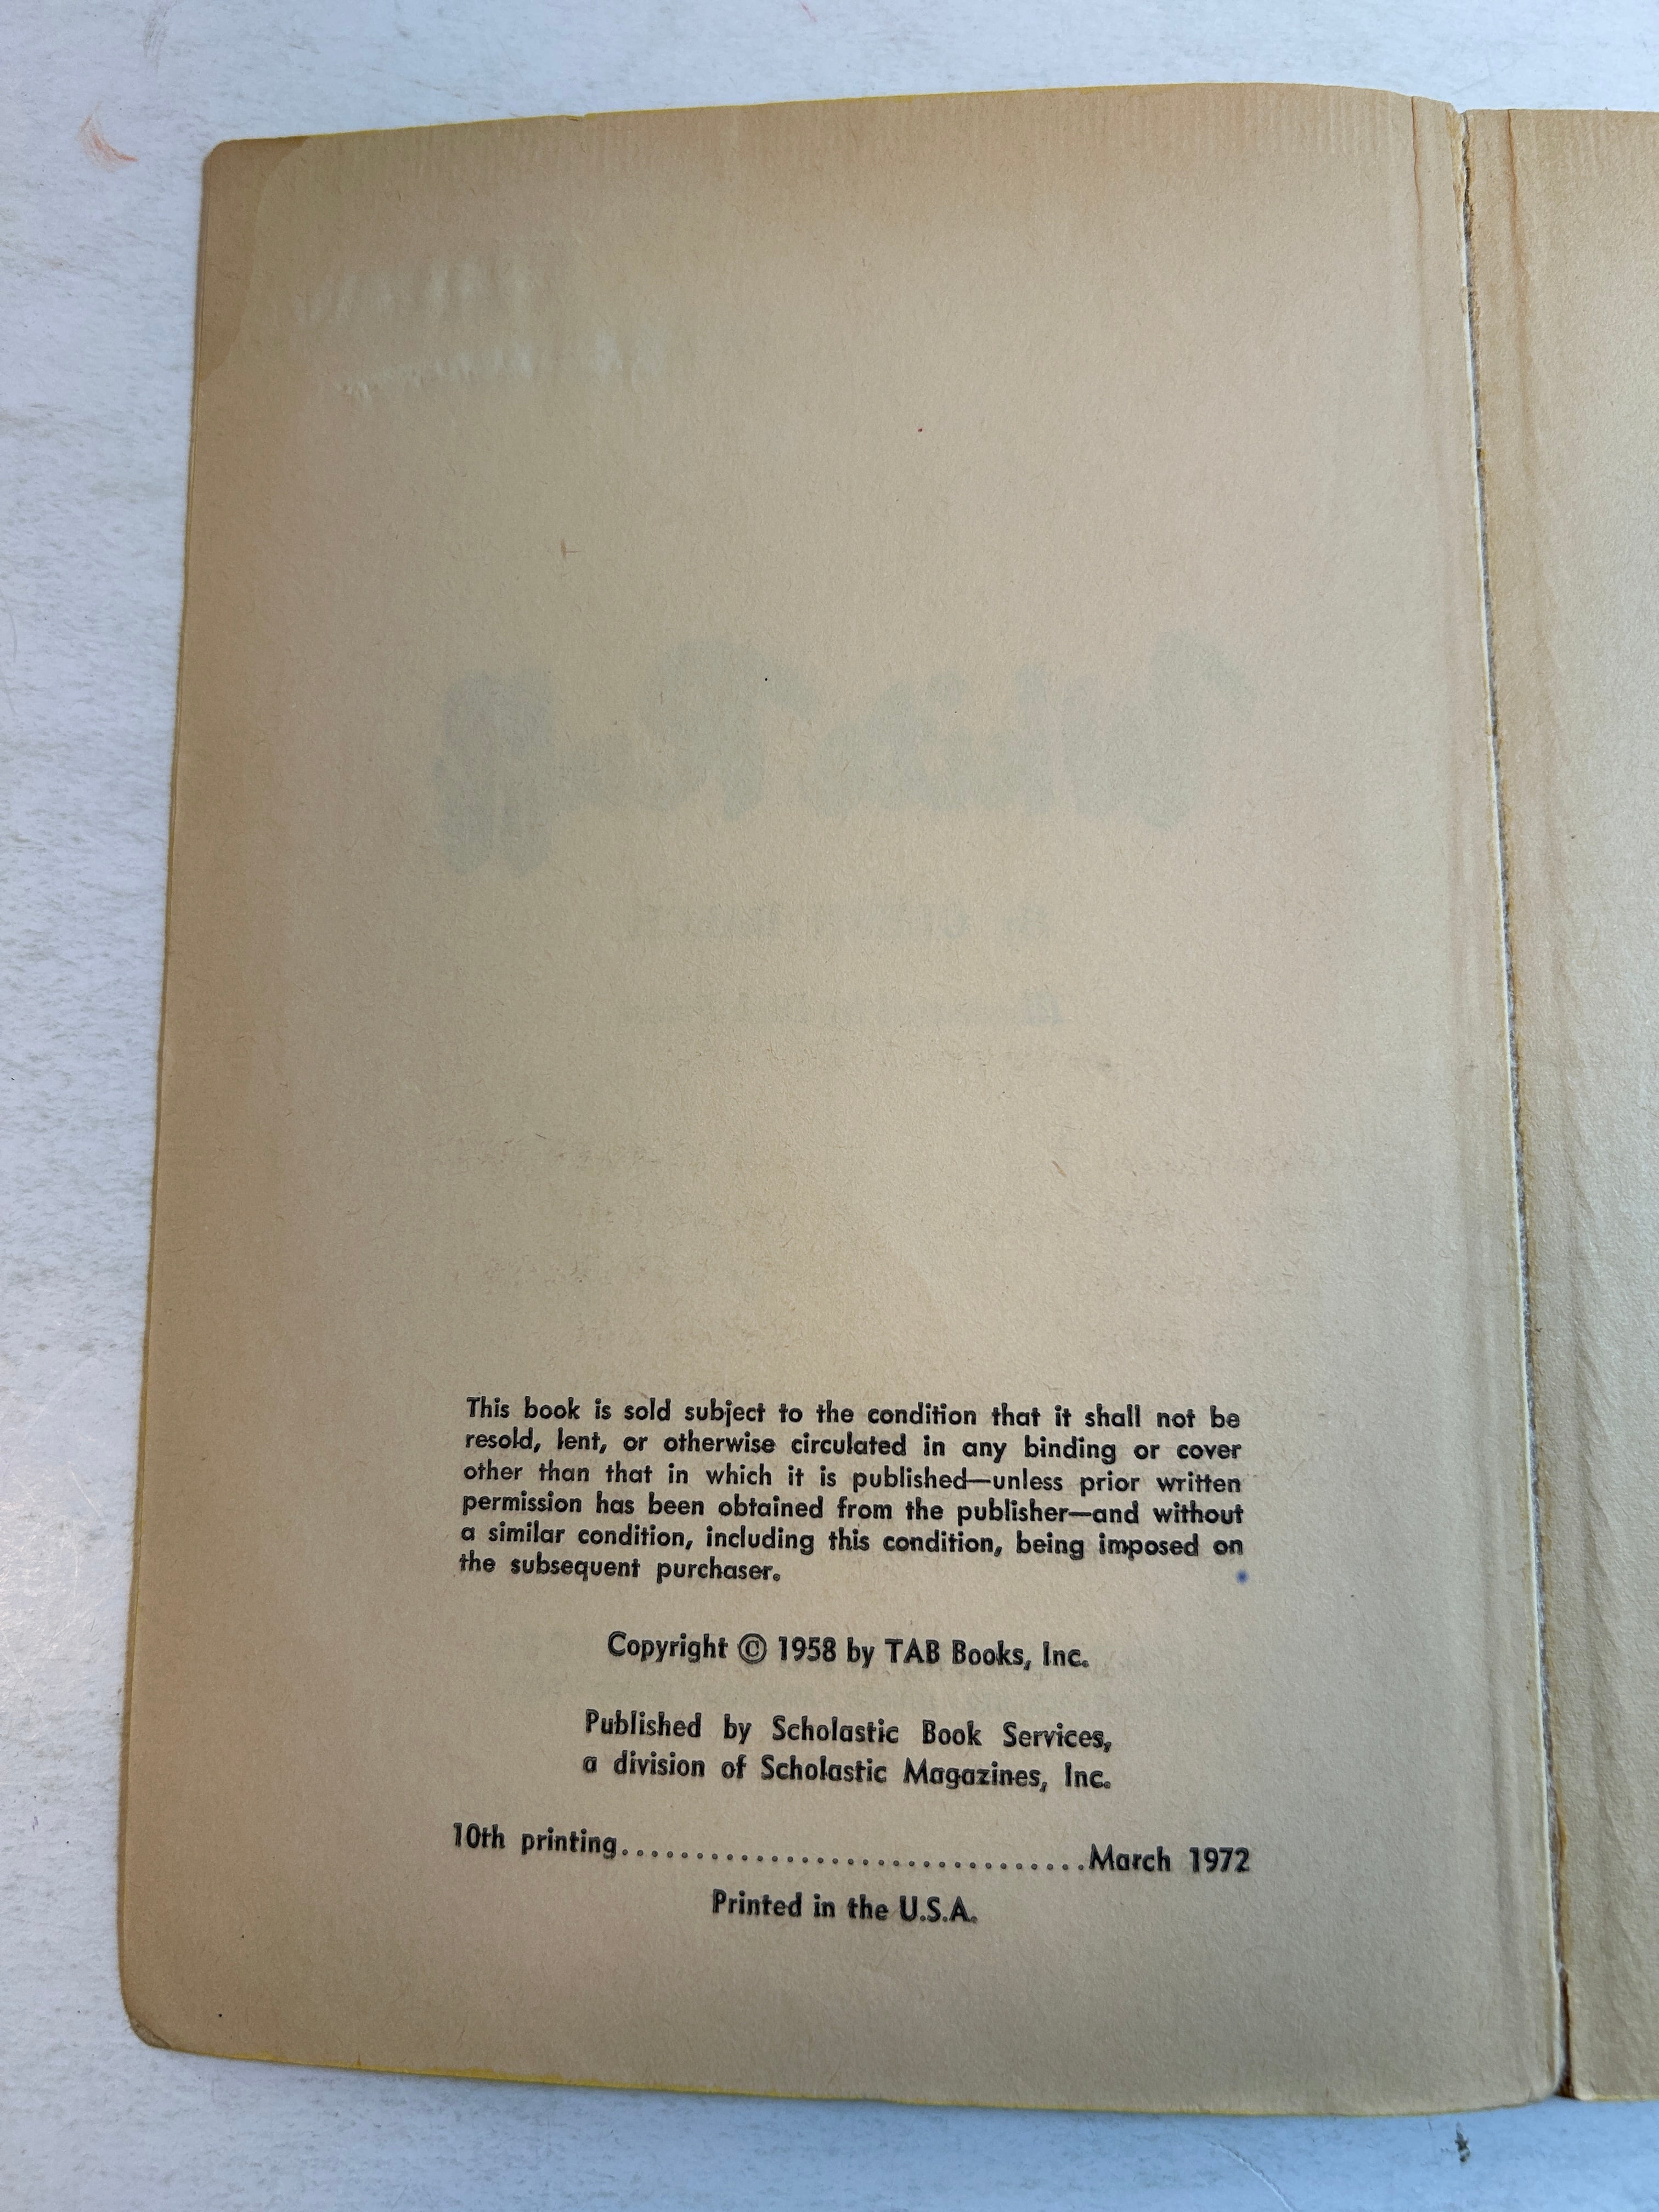 This book is sold subject to the condition that it shall not be
resold, lent, or otherwise circulated in any binding or cover
other than that in which it is published—unless prior written
permission has been obtained from the publisher—and without
a similar condition, including this condition, being imposed on
the subsequent purchaser.
Copyright © 1958 by TAB Books, Inc.
Published by Scholastic Book Services,
a division of Scholastic Magazines, Inc.
10th printing...............................March 1972
Printed in the U.S.A.